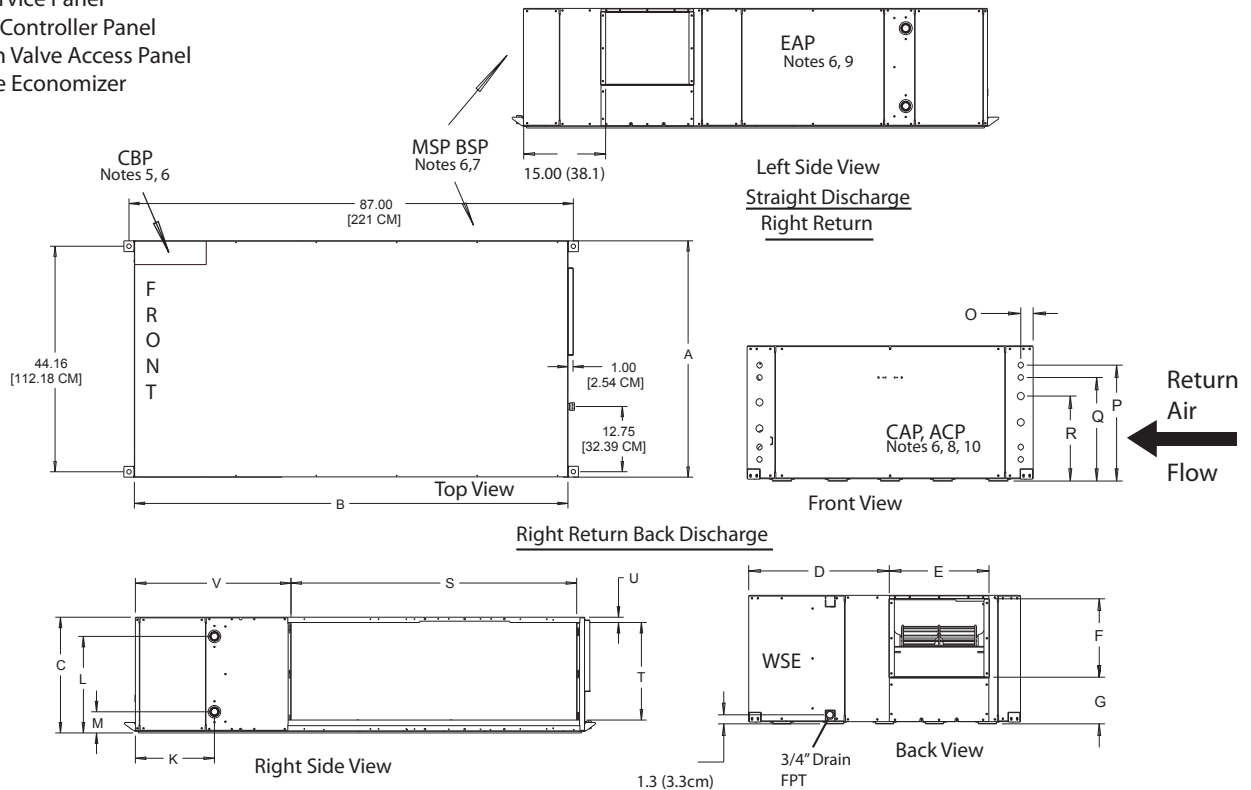 rvice Panel
Controller Panel
n Valve Access Panel
e Economizer
EAP
Notes 6, 9
15.00 (38.1)
Left Side View
Straight Discharge
Right Return
CBP
Notes 5, 6
MSP BSP
Notes 6,7
87.00
[221 CM]
FRONT
44.16
[112.18 CM]
A
1.00
[2.54 CM]
12.75
[32.39 CM]
Top View
B
O
P
Q
R
CAP, ACP
Notes 6, 8, 10
Front View
Return
Air
Flow
Right Return Back Discharge
V
S
U
C
L
M
K
T
Right Side View
D
E
F
G
WSE
1.3 (3.3cm)
3/4" Drain
FPT
Back View